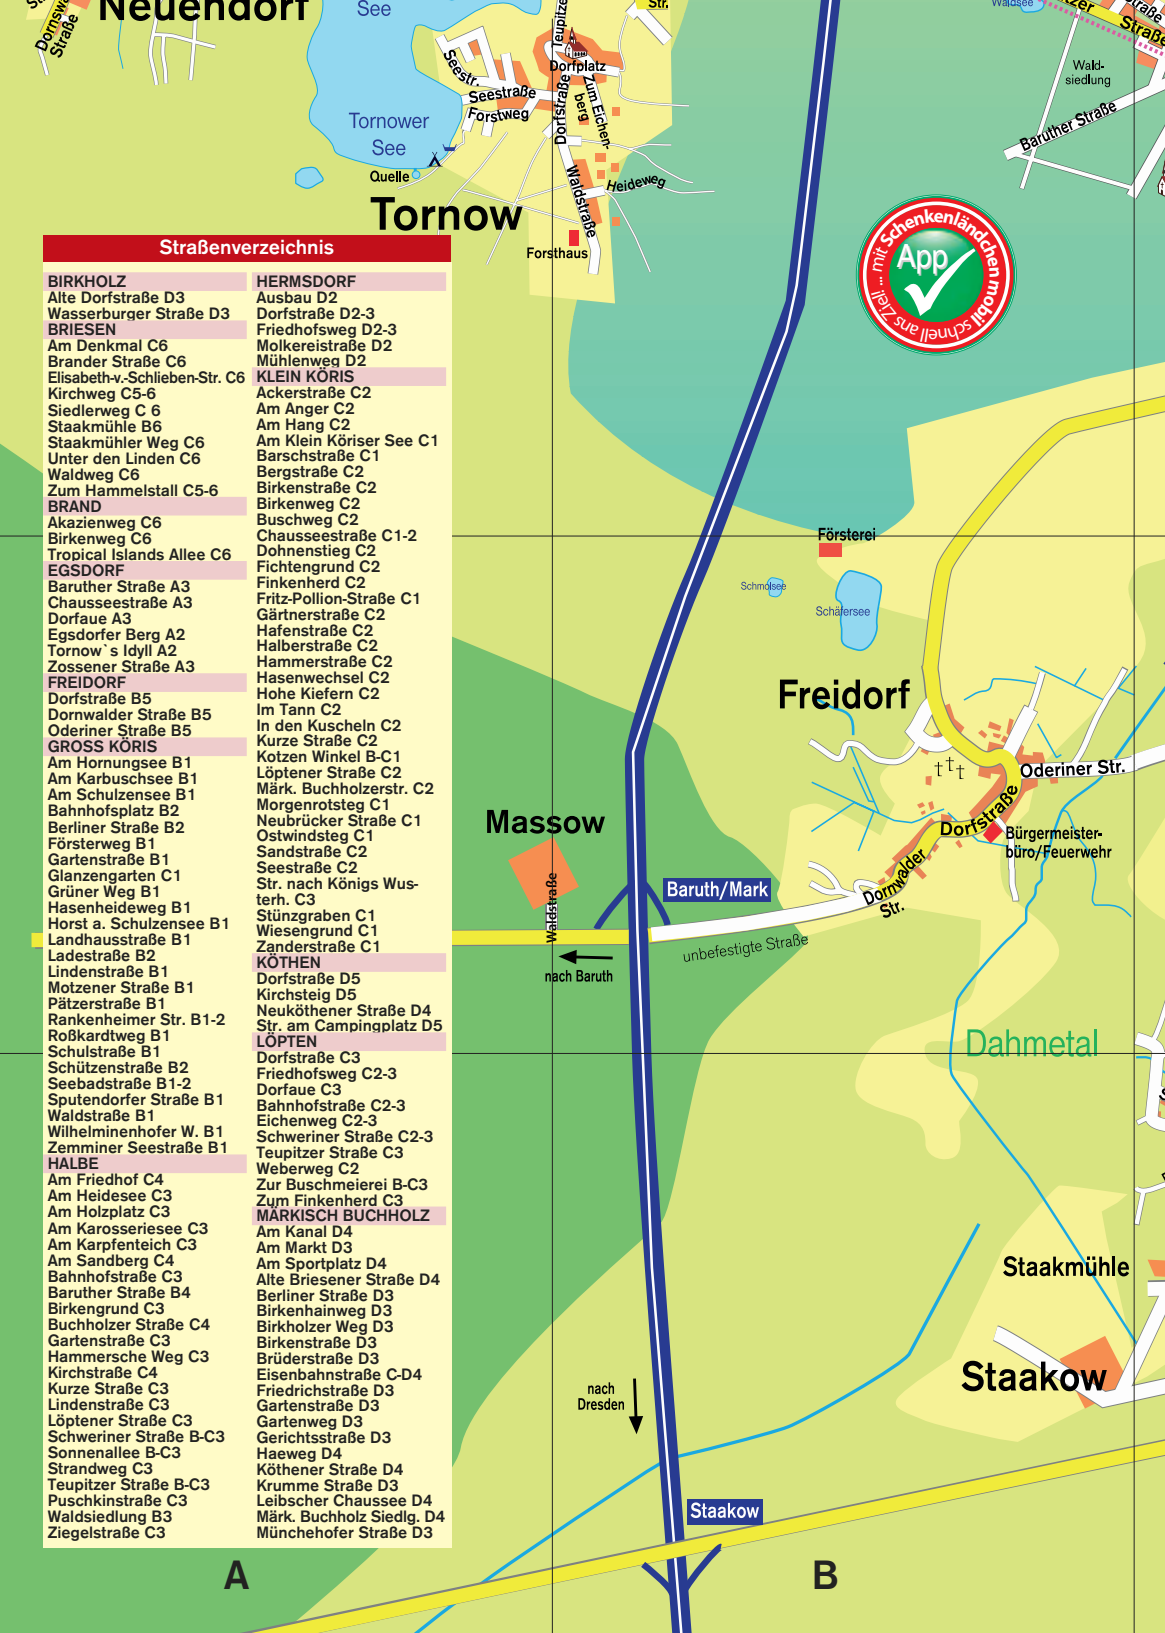 Neuendorf
Straße
See
Str.
Straße
Waldsee
Wald-
siedlung
Baruther Straße
Seestr.
Dorfplatz
Seestraße
Forstweg
Dorfstraße
Zum Eichen-
berg
Tornower
See
Quelle
Waldstraße
Heideweg
Tornow
Forsthaus
... mit Schenkenländchen mobil schnell ans Ziel!
App
Straßenverzeichnis
BIRKHOLZ
Alte Dorfstraße D3
Wasserburger Straße D3
BRIESEN
Am Denkmal C6
Brander Straße C6
Elisabeth-v.-Schlieben-Str. C6
Kirchweg C5-6
Siedlerweg C 6
Staakmühle B6
Staakmühler Weg C6
Unter den Linden C6
Waldweg C6
Zum Hammelstall C5-6
BRAND
Akazienweg C6
Birkenweg C6
Tropical Islands Allee C6
EGSDORF
Baruther Straße A3
Chausseestraße A3
Dorfaue A3
Egsdorfer Berg A2
Tornow`s Idyll A2
Zossener Straße A3
FREIDORF
Dorfstraße B5
Dornwalder Straße B5
Oderiner Straße B5
GROSS KÖRIS
Am Hornungsee B1
Am Karbuschsee B1
Am Schulzensee B1
Bahnhofsplatz B2
Berliner Straße B2
Försterweg B1
Gartenstraße B1
Glanzengarten C1
Grüner Weg B1
Hasenheideweg B1
Horst a. Schulzensee B1
Landhausstraße B1
Ladestraße B2
Lindenstraße B1
Motzener Straße B1
Pätzerstraße B1
Rankenheimer Str. B1-2
Roßkardtweg B1
Schulstraße B1
Schützenstraße B2
Seebadstraße B1-2
Sputendorfer Straße B1
Waldstraße B1
Wilhelminenhofer W. B1
Zemminer Seestraße B1
HALBE
Am Friedhof C4
Am Heidesee C3
Am Holzplatz C3
Am Karosseriesee C3
Am Karpfenteich C3
Am Sandberg C4
Bahnhofstraße C3
Baruther Straße B4
Birkengrund C3
Buchholzer Straße C4
Gartenstraße C3
Hammersche Weg C3
Kirchstraße C4
Kurze Straße C3
Lindenstraße C3
Löptener Straße C3
Schweriner Straße B-C3
Sonnenallee B-C3
Strandweg C3
Teupitzer Straße B-C3
Puschkinstraße C3
Waldsiedlung B3
Ziegelstraße C3
HERMSDORF
Ausbau D2
Dorfstraße D2-3
Friedhofsweg D2-3
Molkereistraße D2
Mühlenweg D2
KLEIN KÖRIS
Ackerstraße C2
Am Anger C2
Am Hang C2
Am Klein Köriser See C1
Barschstraße C1
Bergstraße C2
Birkenstraße C2
Birkenweg C2
Buschweg C2
Chausseestraße C1-2
Dohnenstieg C2
Fichtengrund C2
Finkenherd C2
Fritz-Pollion-Straße C1
Gärtnerstraße C2
Hafenstraße C2
Halberstraße C2
Hammerstraße C2
Hasenwechsel C2
Hohe Kiefern C2
Im Tann C2
In den Kuscheln C2
Kurze Straße C2
Kotzen Winkel B-C1
Löptener Straße C2
Märk. Buchholzerstr. C2
Morgenrotsteg C1
Neubrücker Straße C1
Ostwindsteg C1
Sandstraße C2
Seestraße C2
Str. nach Königs Wus-
terh. C3
Stünzgraben C1
Wiesengrund C1
Zanderstraße C1
KÖTHEN
Dorfstraße D5
Kirchsteig D5
Neuköthener Straße D4
Str. am Campingplatz D5
LÖPTEN
Dorfstraße C3
Friedhofsweg C2-3
Dorfaue C3
Bahnhofstraße C2-3
Eichenweg C2-3
Schweriner Straße C2-3
Teupitzer Straße C3
Weberweg C2
Zur Buschmeierei B-C3
Zum Finkenherd C3
MÄRKISCH BUCHHOLZ
Am Kanal D4
Am Markt D3
Am Sportplatz D4
Alte Briesener Straße D4
Berliner Straße D3
Birkenhainweg D3
Birkholzer Weg D3
Birkenstraße D3
Brüderstraße D3
Eisenbahnstraße C-D4
Friedrichstraße D3
Gartenstraße D3
Gartenweg D3
Gerichtsstraße D3
Haeweg D4
Köthener Straße D4
Krumme Straße D3
Leibscher Chaussee D4
Märk. Buchholz Siedlg. D4
Münchehofer Straße D3
Försterei
Schmolsee
Schäfersee
Freidorf
Oderiner Str.
Dorfstraße
Bürgermeister-
büro/Feuerwehr
Dornwalder
Str.
Massow
Waldstraße
Baruth/Mark
unbefestigte Straße
nach Baruth
Dahmetal
Staakmühle
Staakow
nach
Dresden
Staakow
A
B